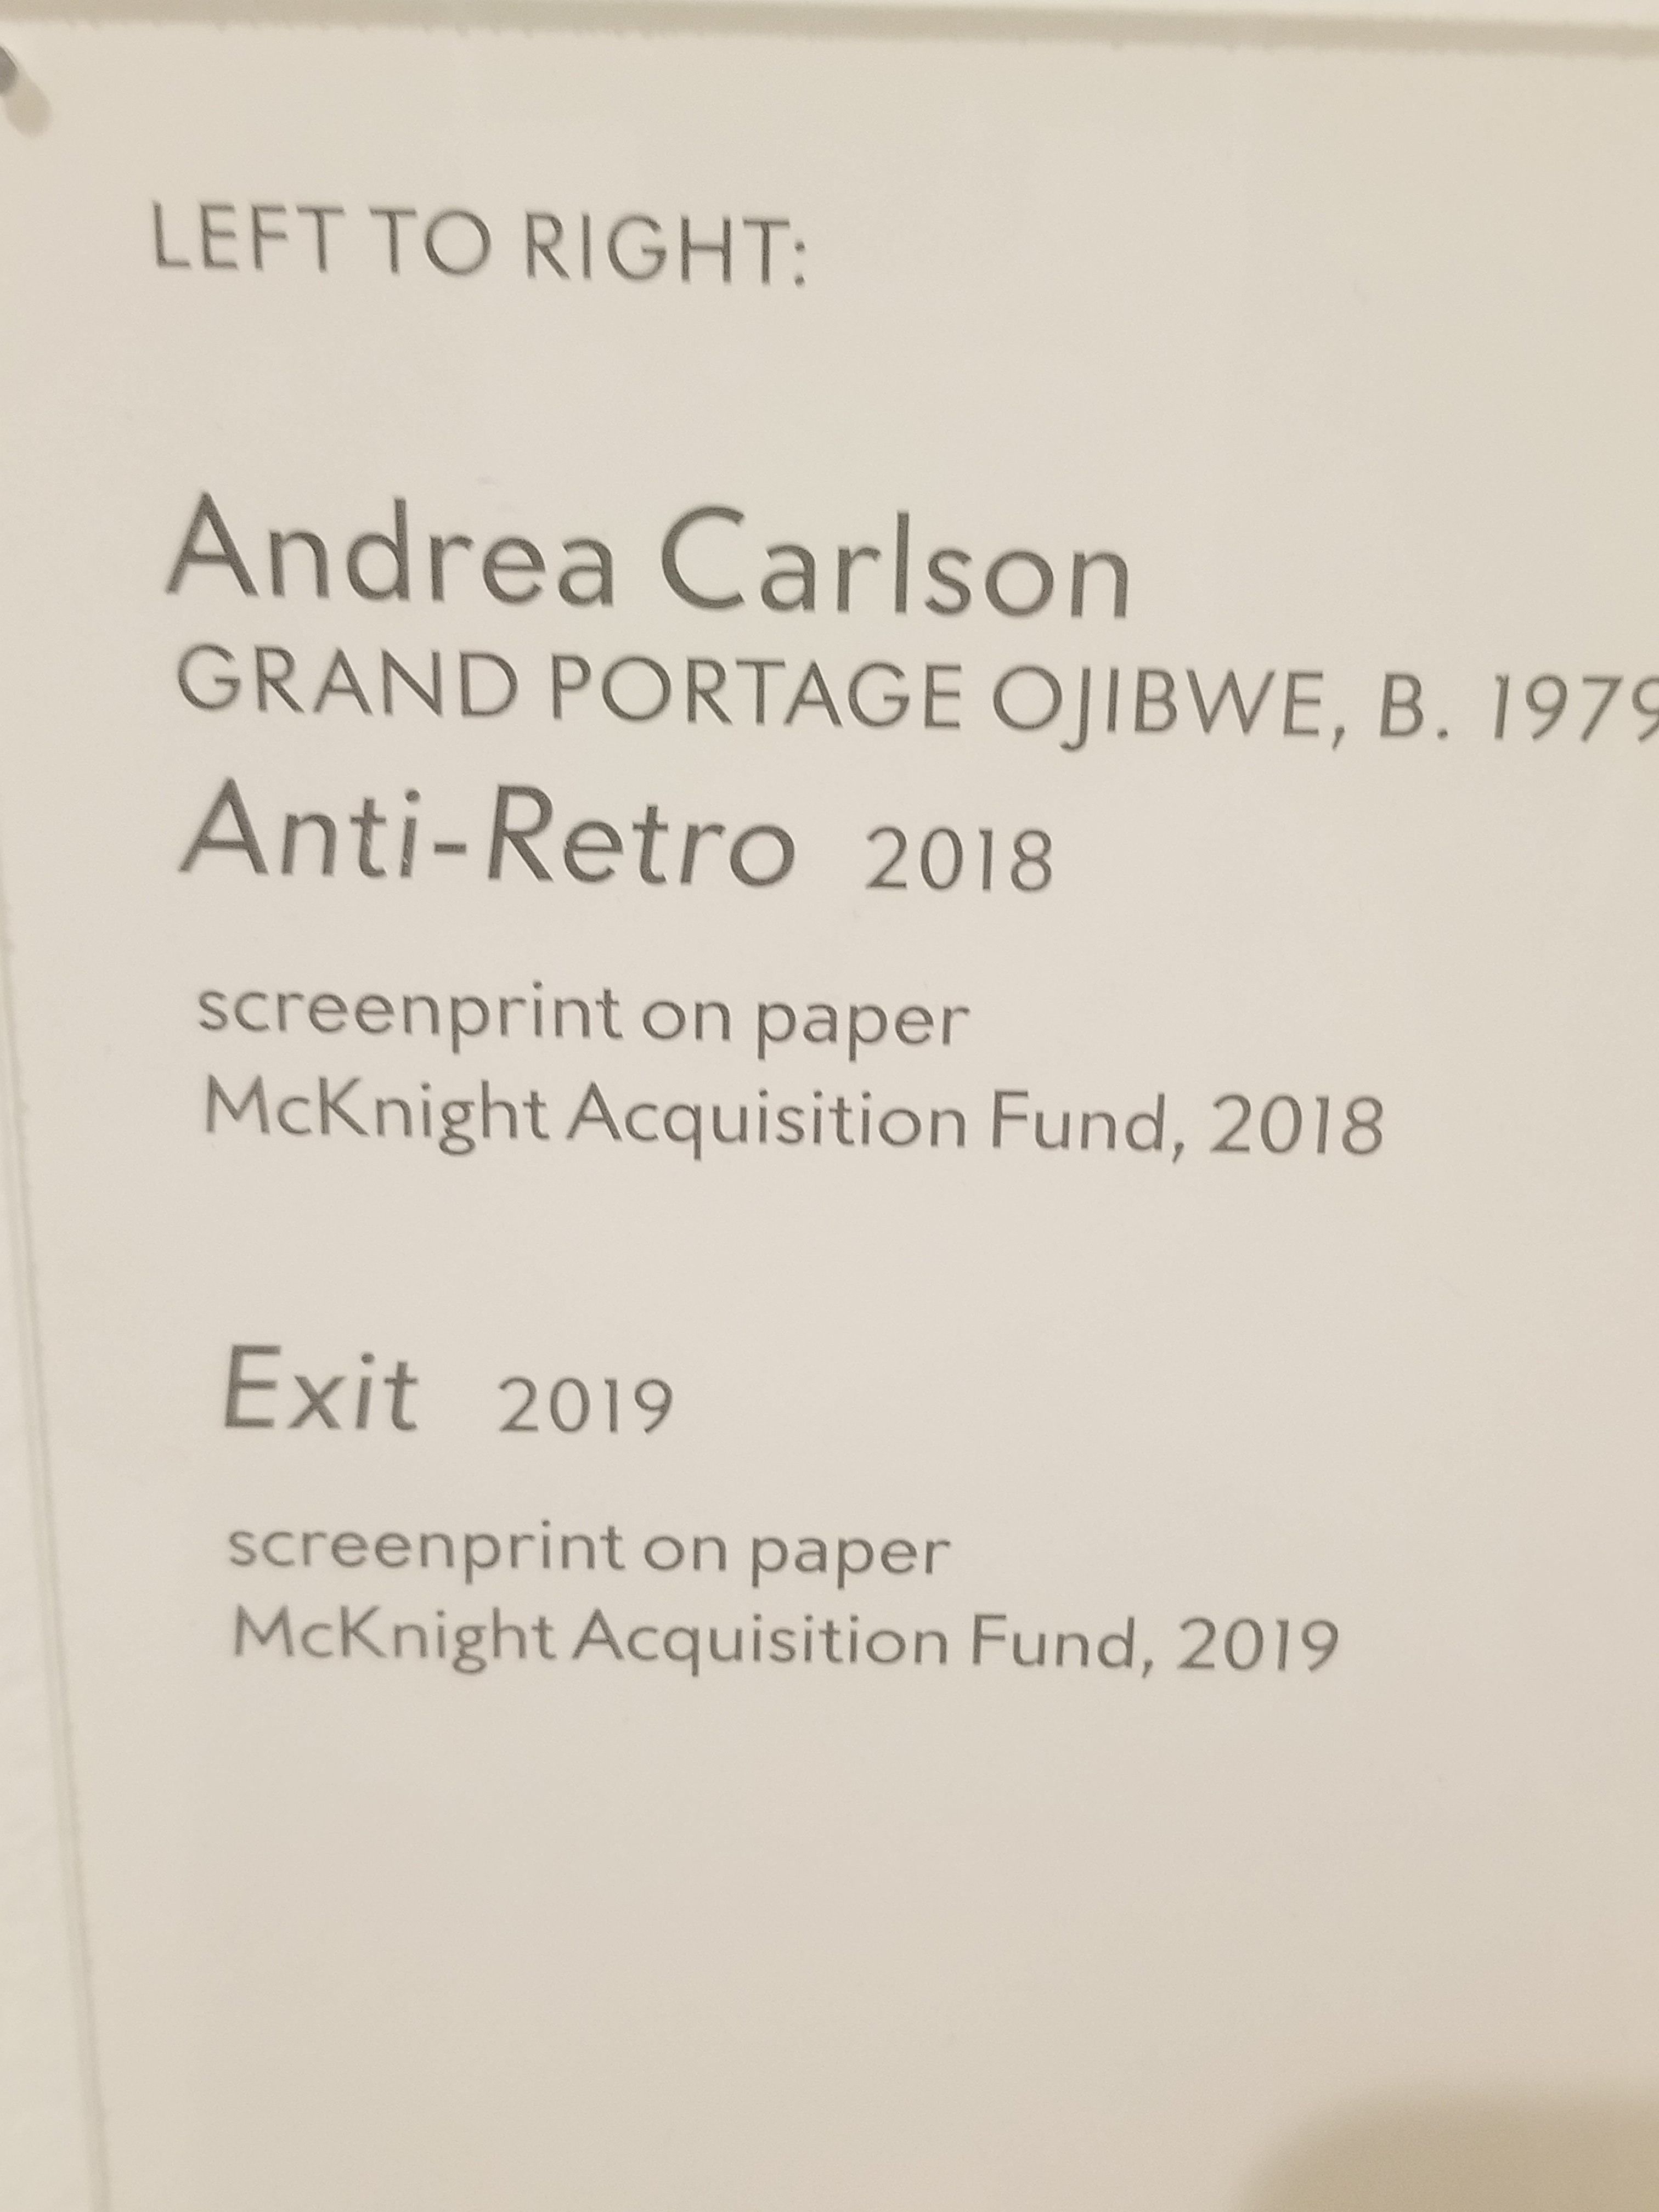 LEFT TO RIGHT:
Andrea Carlson
GRAND PORTAGE OJIBWE, B. 1979
Anti-Retro 2018
screenprint on paper
McKnight Acquisition Fund, 2018
Exit 2019
screenprint on paper
McKnight Acquisition Fund, 2019